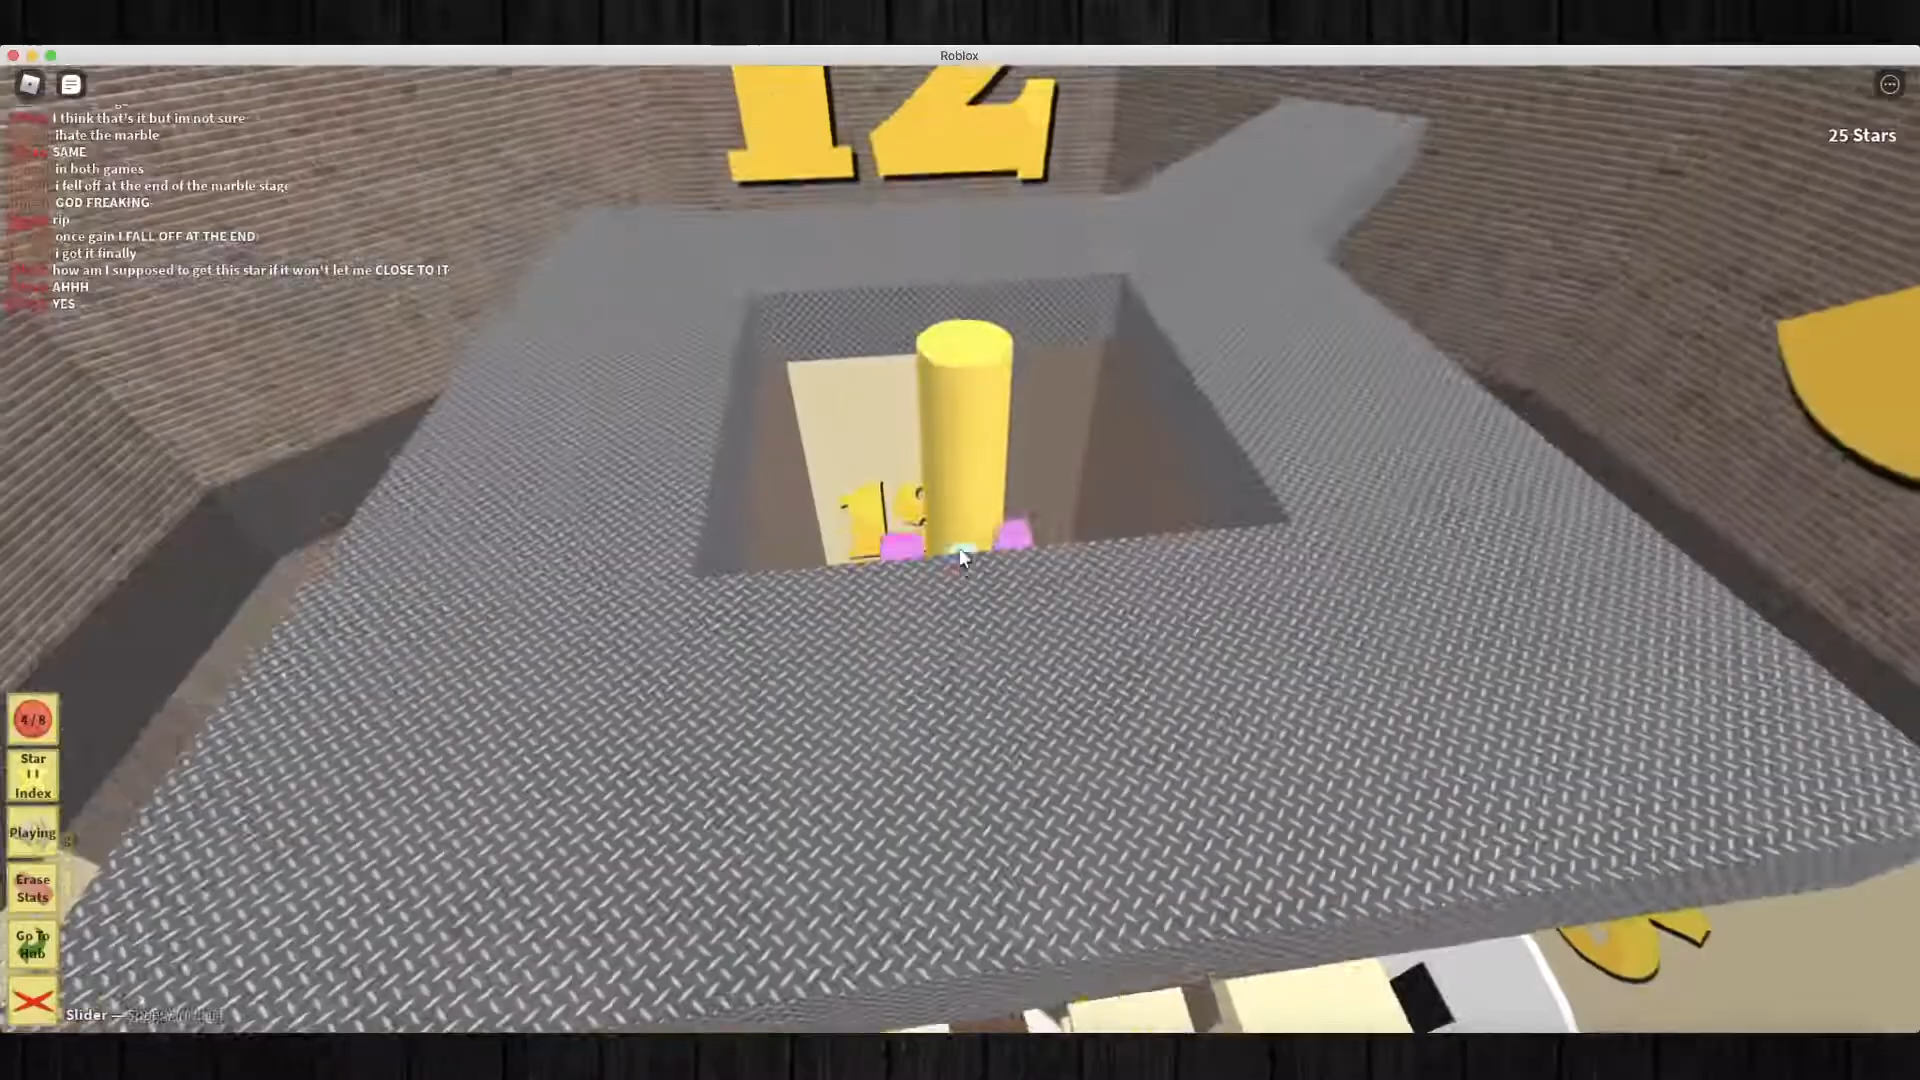 Roblox
I think that's it but im not sure
ihate the marble
SAME
in both games
i fell off at the end of the marble stage
GOD FREAKING
rip
once gain I FALL OFF AT THE END
i got it finally
how am I supposed to get this star if it won't let me CLOSE TO IT
AHHH
YES
25 Stars
12
4/8
Star
11
Index
Playing
Erase
Stats
Go To
Hub
Slider —